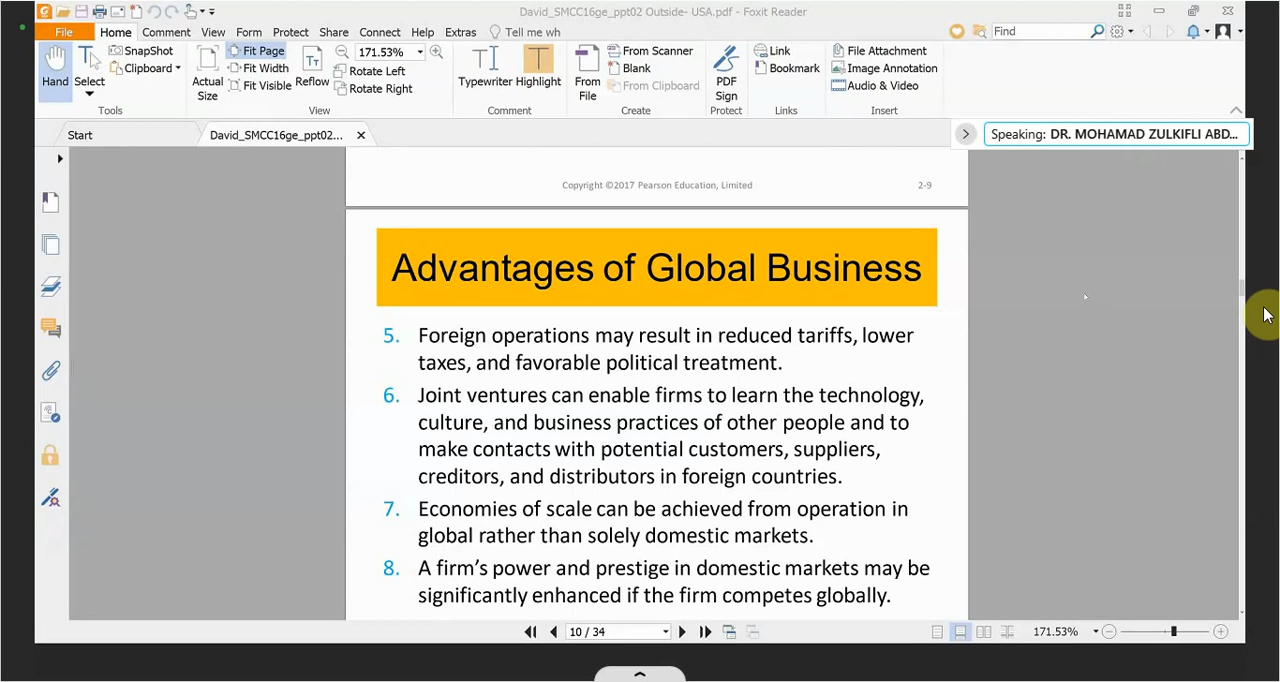 David_SMCC16ge_ppt02 Outside- USA.pdf - Foxit Reader
File Home Comment View Form Protect Share Connect Help Extras Tell me wh Find
Hand
Select
SnapShot
Clipboard
Tools
Actual Size
Fit Page
Fit Width
Fit Visible
Reflow
171.53%
Rotate Left
Rotate Right
View
Typewriter
Highlight
Comment
From File
From Scanner
Blank
From Clipboard
Create
PDF Sign
Protect
Link
Bookmark
Links
File Attachment
Image Annotation
Audio & Video
Insert
Start
David_SMCC16ge_ppt02...
Speaking: DR. MOHAMAD ZULKIFLI ABD...
Copyright ©2017 Pearson Education, Limited 2-9
Advantages of Global Business
5. Foreign operations may result in reduced tariffs, lower
taxes, and favorable political treatment.
6. Joint ventures can enable firms to learn the technology,
culture, and business practices of other people and to
make contacts with potential customers, suppliers,
creditors, and distributors in foreign countries.
7. Economies of scale can be achieved from operation in
global rather than solely domestic markets.
8. A firm's power and prestige in domestic markets may be
significantly enhanced if the firm competes globally.
10 / 34
171.53%